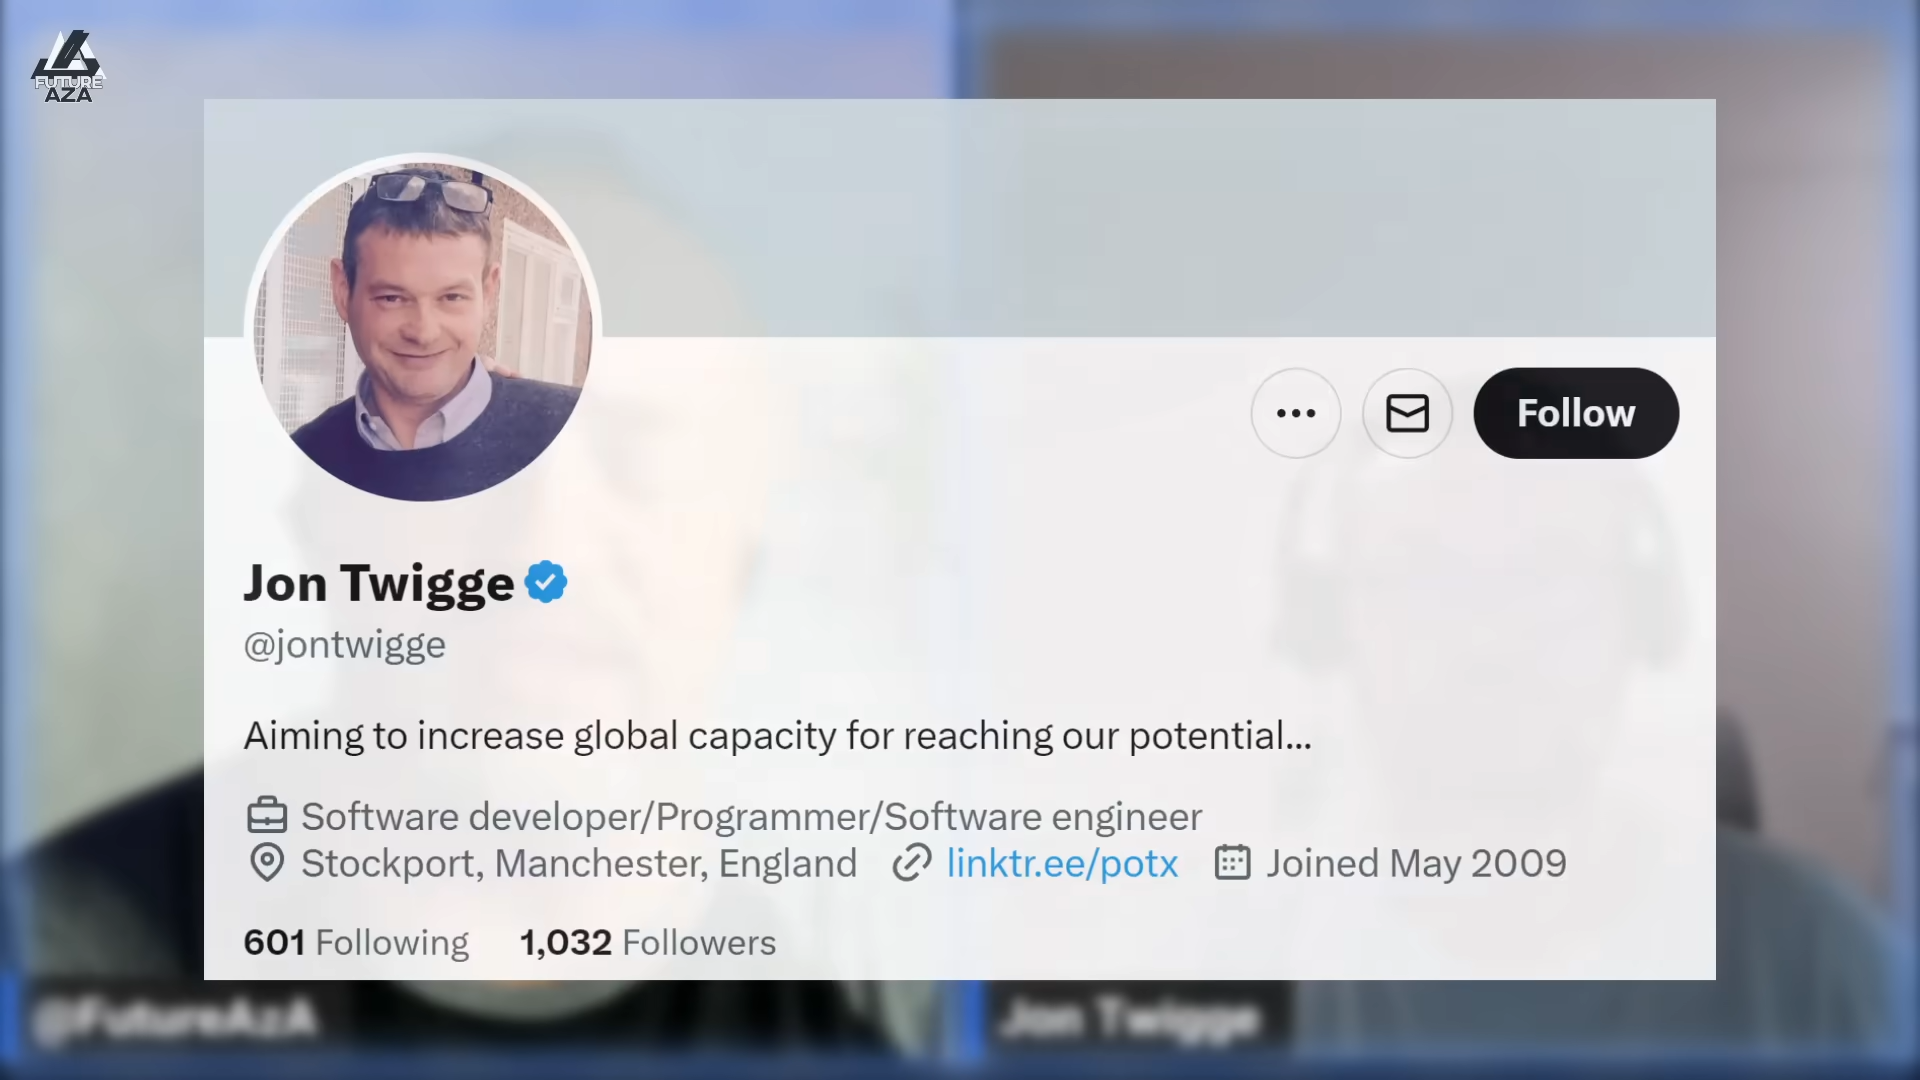 FUTURE
AZA
Follow
Jon Twigge
@jontwigge
Aiming to increase global capacity for reaching our potential...
Software developer/Programmer/Software engineer
Stockport, Manchester, England linktr.ee/potx Joined May 2009
601 Following 1,032 Followers
@FutureAzA Jon Twigge